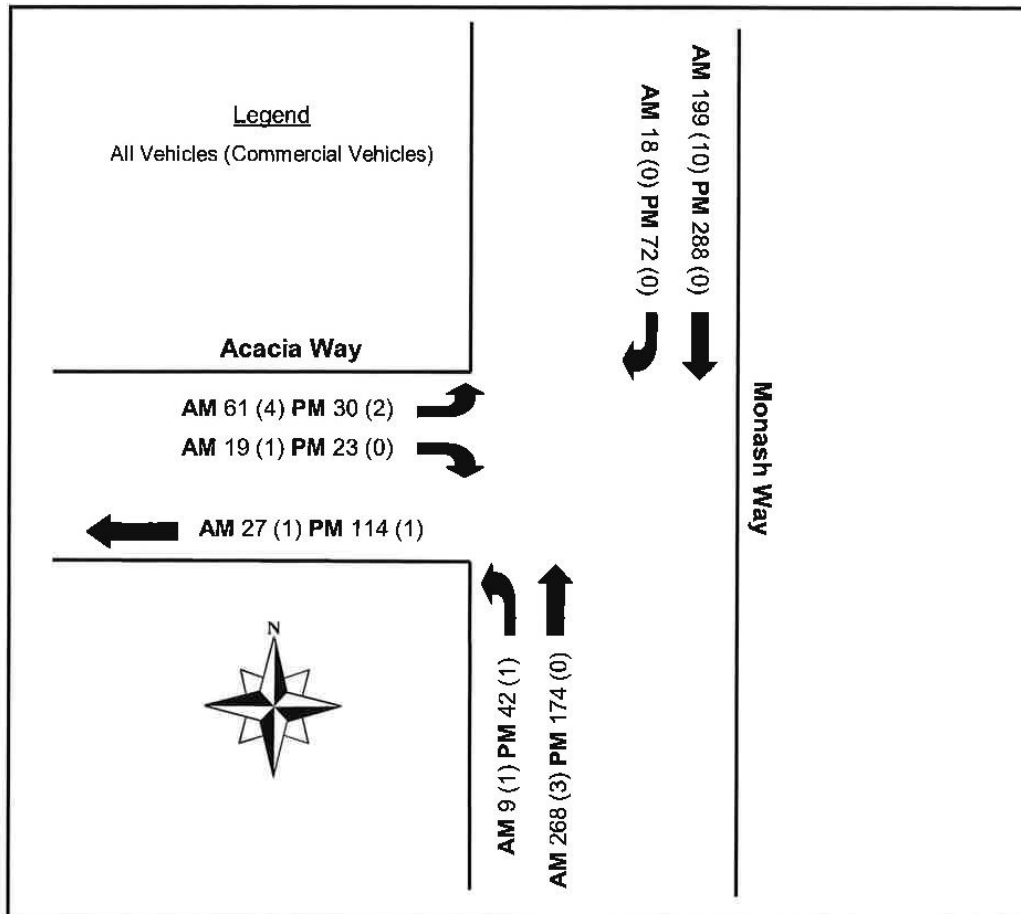 Legend
All Vehicles (Commercial Vehicles)
AM 199 (10) PM 288 (0)
AM 18 (0) PM 72 (0)
Acacia Way
AM 61 (4) PM 30 (2)
AM 19 (1) PM 23 (0)
Monash Way
AM 27 (1) PM 114 (1)
N
AM 9 (1) PM 42 (1)
AM 268 (3) PM 174 (0)